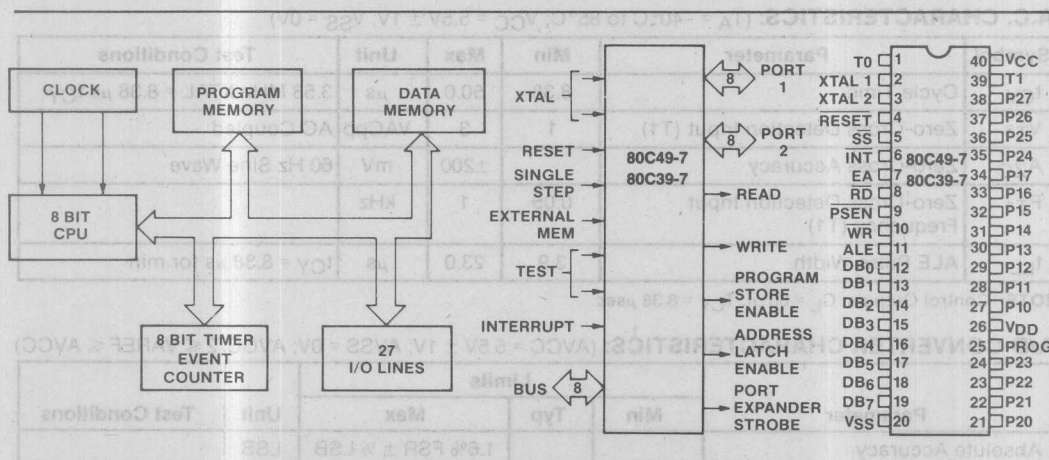 CLOCK
PROGRAM
MEMORY
DATA
MEMORY
8 BIT
CPU
8 BIT TIMER
EVENT
COUNTER
27
I/O LINES
XTAL
RESET
SINGLE
STEP
EXTERNAL
MEM
TEST
INTERRUPT
BUS
8
8
PORT
1
8
PORT
2
READ
WRITE
PROGRAM
STORE
ENABLE
ADDRESS
LATCH
ENABLE
PORT
EXPANDER
STROBE
80C49-7
80C39-7
T0 1 40 VCC
XTAL 1 2 39 T1
XTAL 2 3 38 P27
RESET 4 37 P26
SS 5 36 P25
INT 6 80C49-7 35 P24
EA 7 80C39-7 34 P17
RD 8 33 P16
PSEN 9 32 P15
WR 10 31 P14
ALE 11 30 P13
DB0 12 29 P12
DB1 13 28 P11
DB2 14 27 P10
DB3 15 26 VDD
DB4 16 25 PROG
DB5 17 24 P23
DB6 18 23 P22
DB7 19 22 P21
VSS 20 21 P20